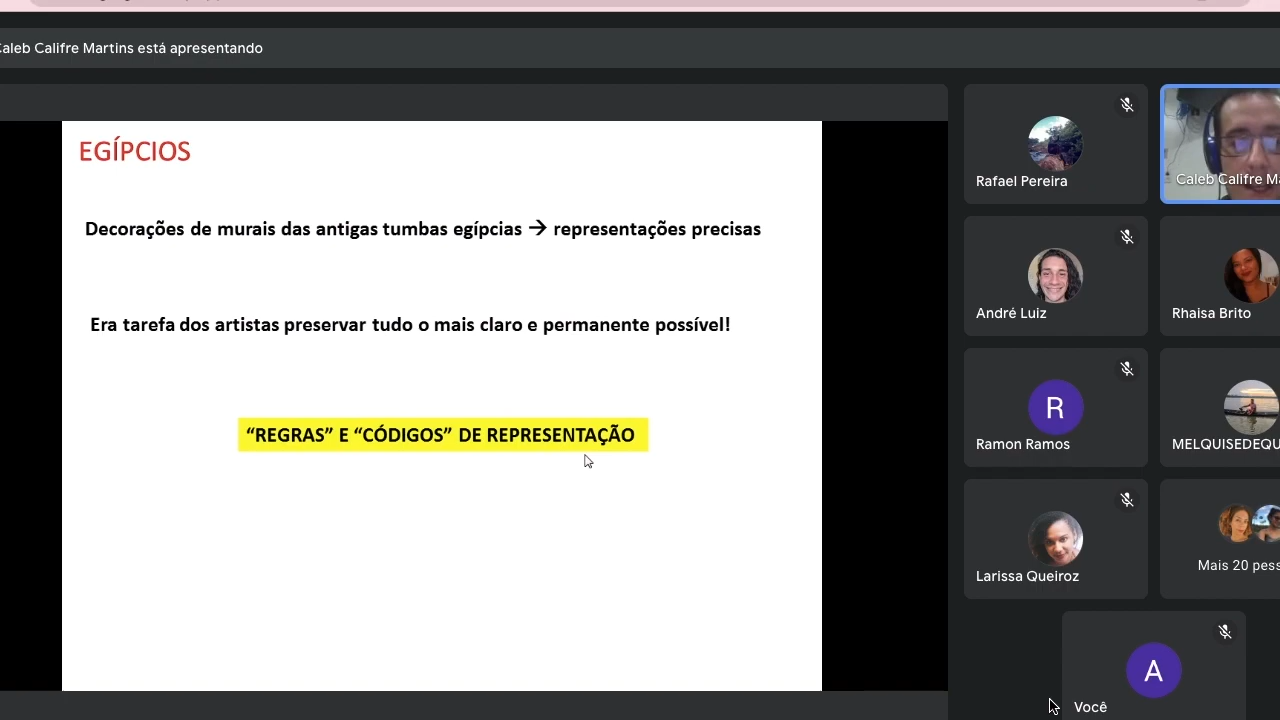 Caleb Califre Martins está apresentando
EGÍPCIOS
Decorações de murais das antigas tumbas egípcias → representações precisas
Era tarefa dos artistas preservar tudo o mais claro e permanente possível!
“REGRAS” E “CÓDIGOS” DE REPRESENTAÇÃO
Rafael Pereira
Caleb Califre Ma
André Luiz
Rhaisa Brito
R
Ramon Ramos
MELQUISEDEQU
Larissa Queiroz
Mais 20 pess
A
Você